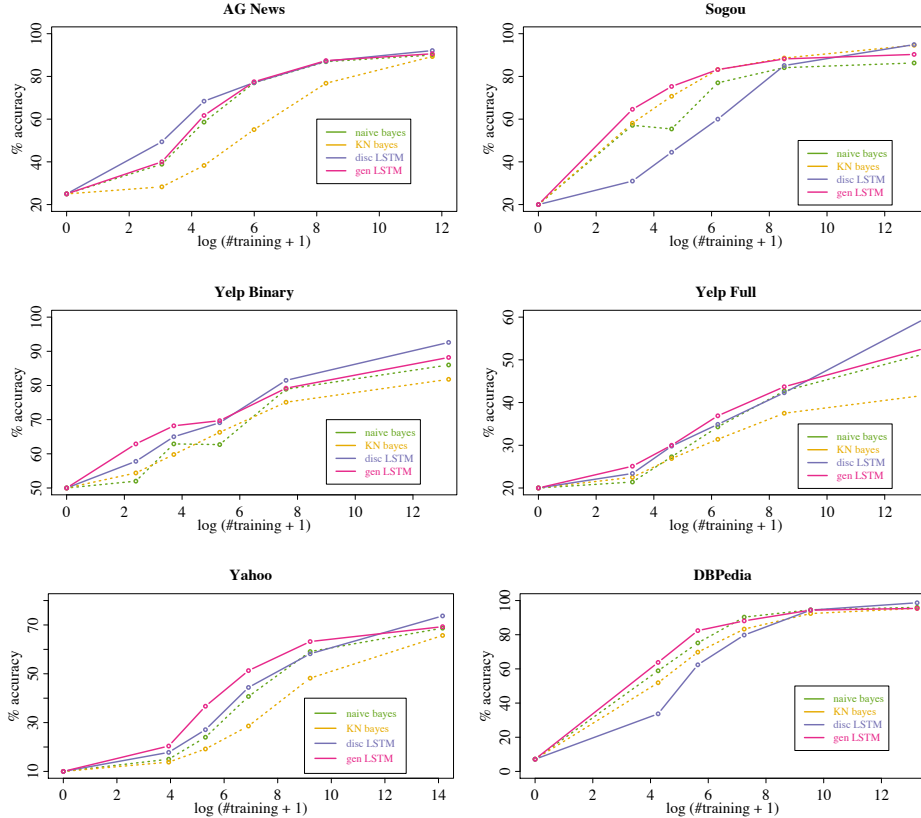 AG News
% accuracy
20 40 60 80 100
naive bayes
KN bayes
disc LSTM
gen LSTM
0 2 4 6 8 10 12
log (#training + 1)
Sogou
% accuracy
20 40 60 80 100
naive bayes
KN bayes
disc LSTM
gen LSTM
0 2 4 6 8 10 12
log (#training + 1)
Yelp Binary
% accuracy
50 60 70 80 90 100
naive bayes
KN bayes
disc LSTM
gen LSTM
0 2 4 6 8 10 12
log (#training + 1)
Yelp Full
% accuracy
20 30 40 50 60
naive bayes
KN bayes
disc LSTM
gen LSTM
0 2 4 6 8 10 12
log (#training + 1)
Yahoo
% accuracy
10 30 50 70
naive bayes
KN bayes
disc LSTM
gen LSTM
0 2 4 6 8 10 12 14
log (#training + 1)
DBPedia
% accuracy
0 20 40 60 80 100
naive bayes
KN bayes
disc LSTM
gen LSTM
0 2 4 6 8 10 12
log (#training + 1)